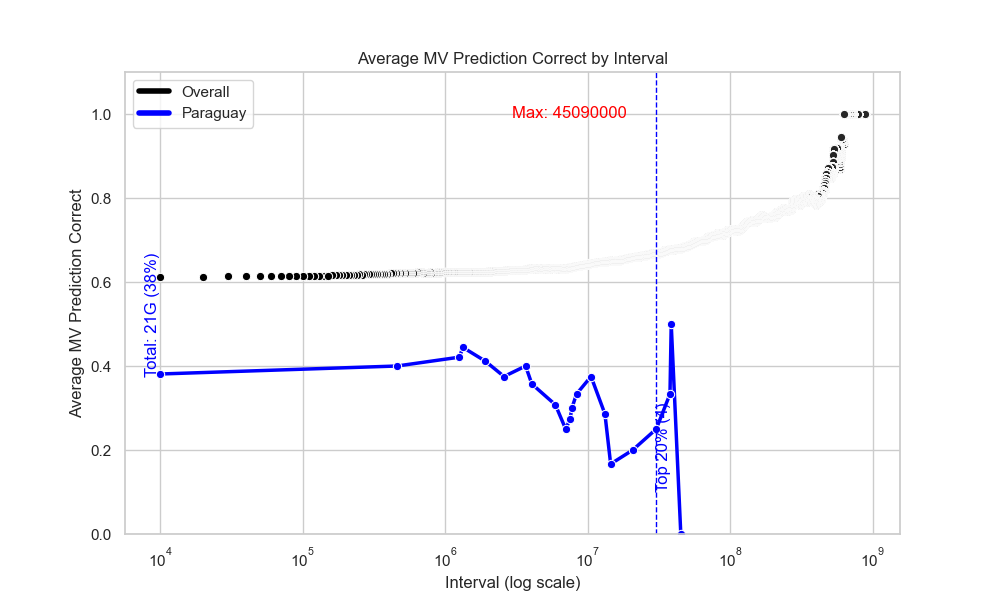 Average MV Prediction Correct by Interval
Overall
Paraguay
Max: 45090000
Total: 21G (38%)
Top 20% (4)
Average MV Prediction Correct
1.0
0.8
0.6
0.4
0.2
0.0
10^4
10^5
10^6
10^7
10^8
10^9
Interval (log scale)